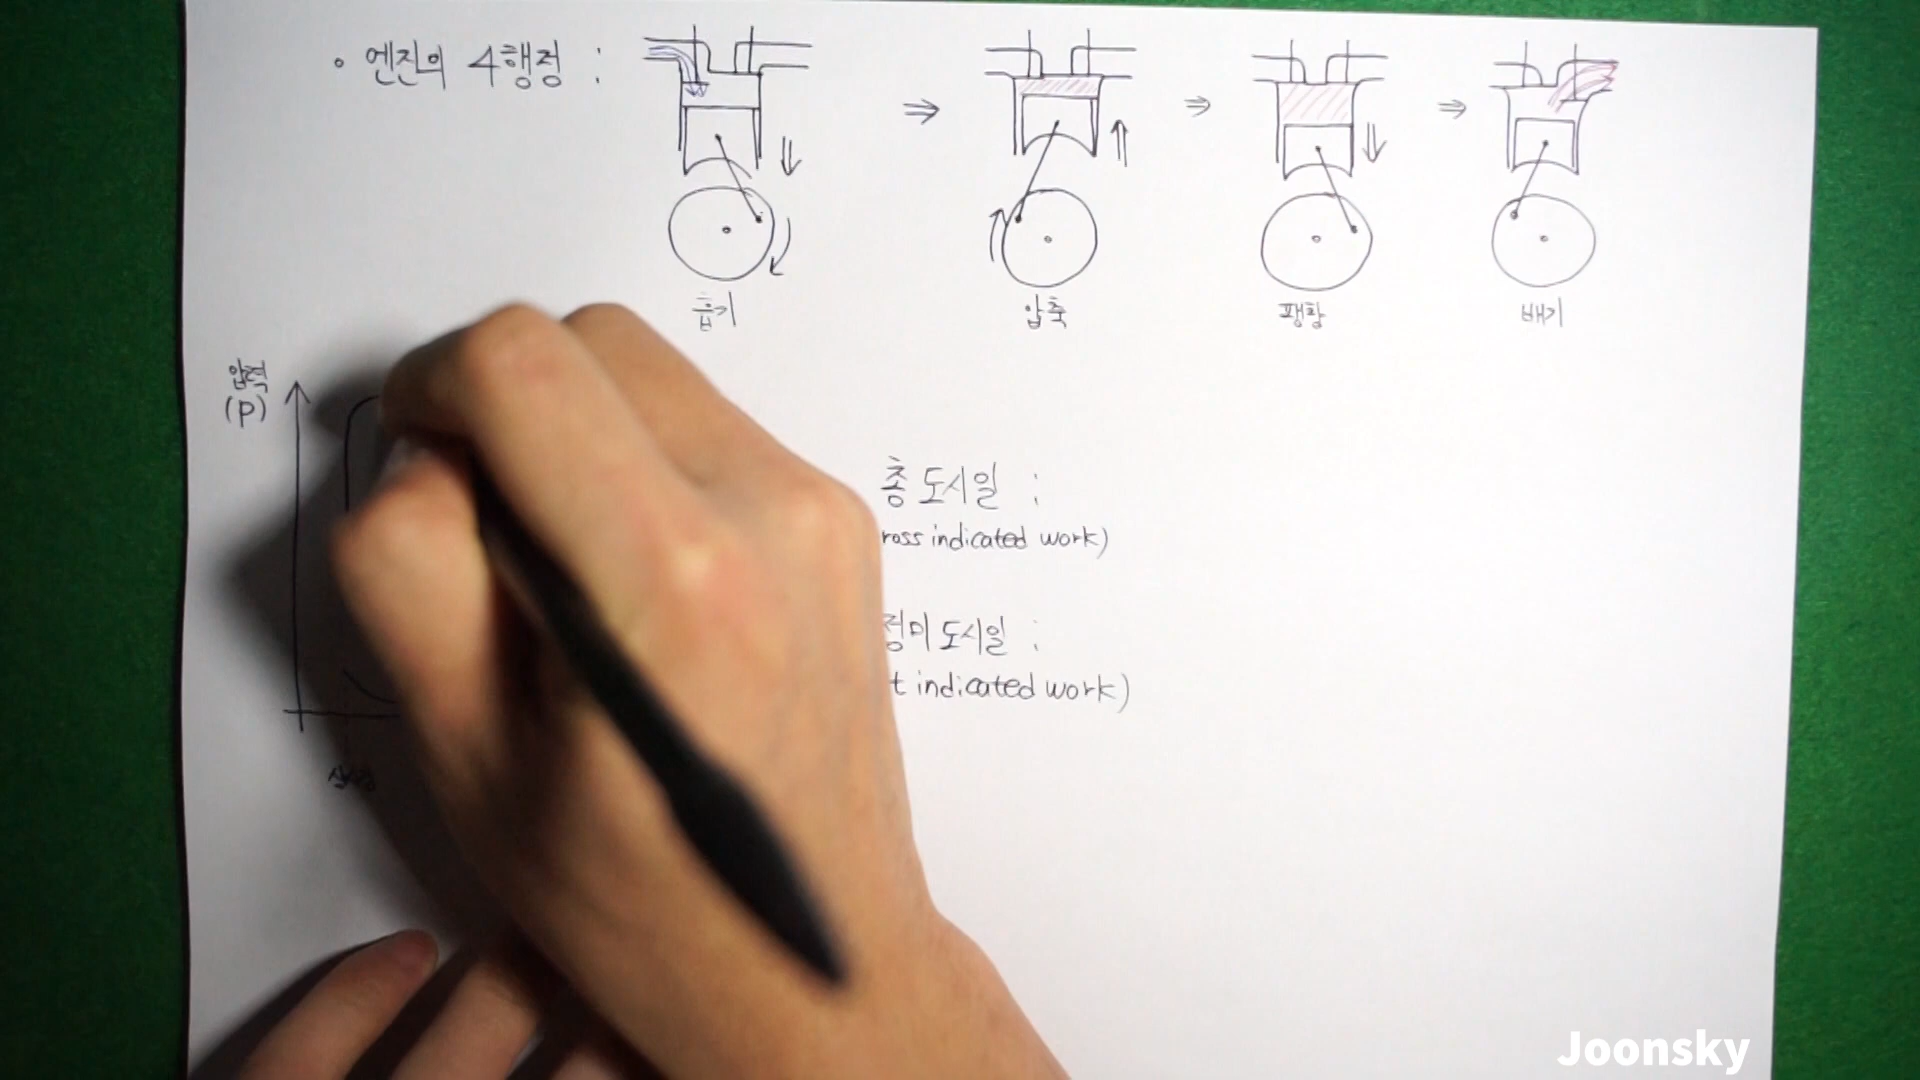 • 엔진의 4행정 :
흡기
압축
팽창
배기
압력
(P)
총 도시일 :
ross indicated work)
정미 도시일 :
t indicated work)
Joonsky